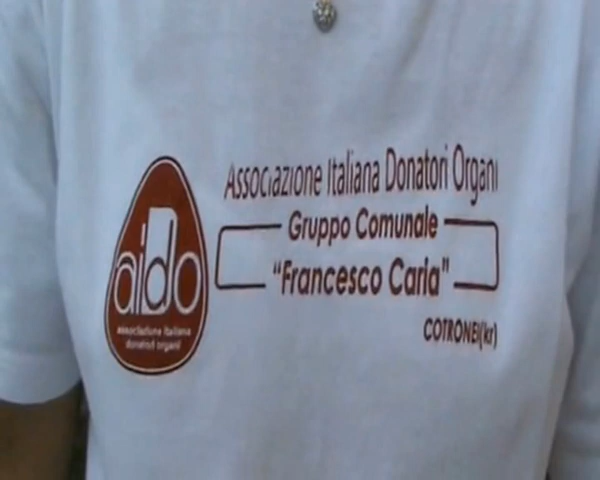 Associazione Italiana Donatori Organi
Gruppo Comunale
"Francesco Caria"
COTRONEI(kr)
aido
associazione italiana
donatori organi